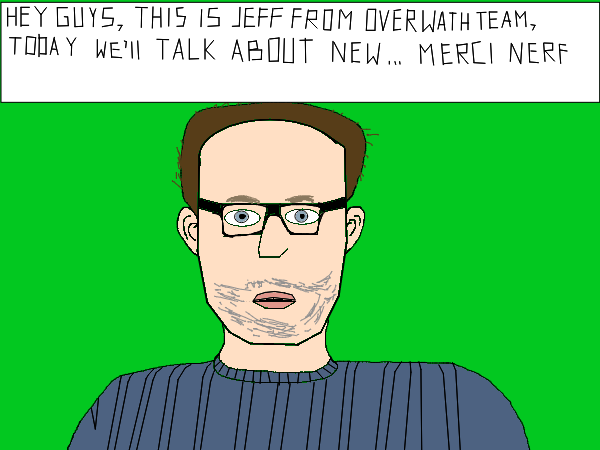 HEY GUYS, THIS IS JEFF FROM OVERWATH TEAM,
TODAY WE'll TALK ABOUT NEW... MERCI NERF